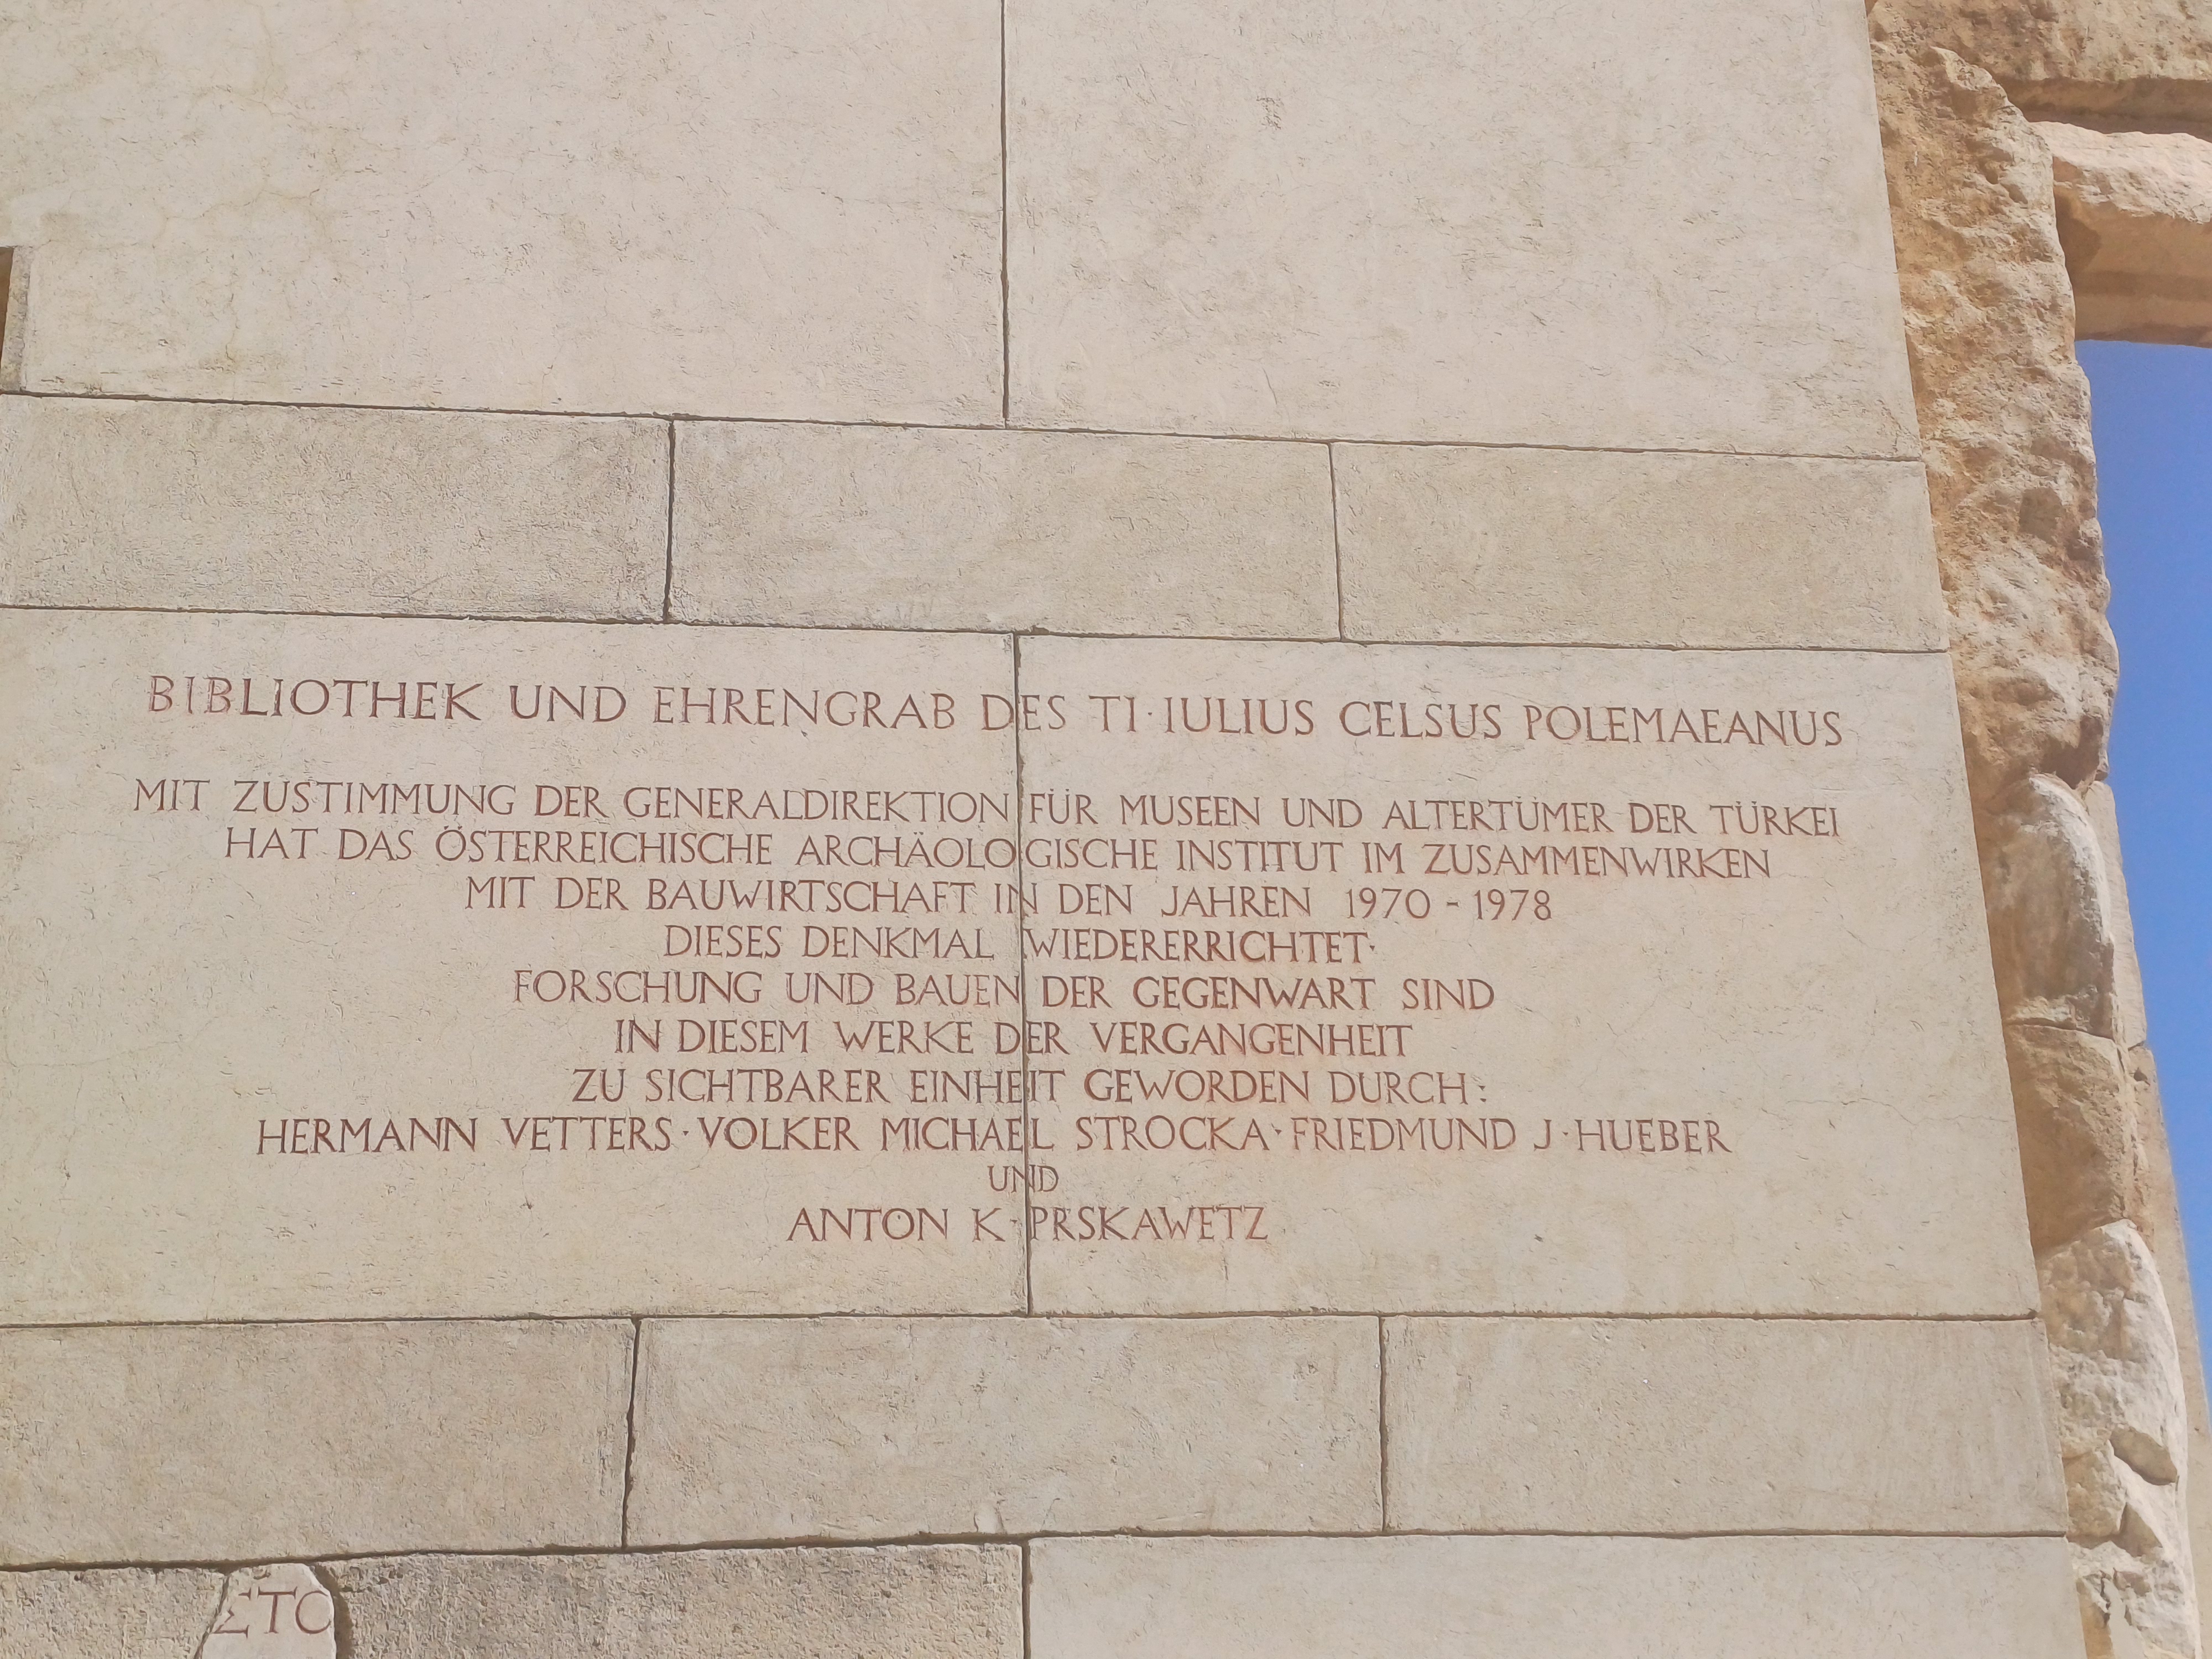 BIBLIOTHEK UND EHRENGRAB DES TI·IULIUS CELSUS POLEMAEANUS
MIT ZUSTIMMUNG DER GENERALDIREKTION FÜR MUSEEN UND ALTERTÜMER DER TÜRKEI
HAT DAS ÖSTERREICHISCHE ARCHÄOLOGISCHE INSTITUT IM ZUSAMMENWIRKEN
MIT DER BAUWIRTSCHAFT IN DEN JAHREN 1970 - 1978
DIESES DENKMAL WIEDERERRICHTET·
FORSCHUNG UND BAUEN DER GEGENWART SIND
IN DIESEM WERKE DER VERGANGENHEIT
ZU SICHTBARER EINHEIT GEWORDEN DURCH:
HERMANN VETTERS·VOLKER MICHAEL STROCKA·FRIEDMUND J·HUEBER
UND
ANTON K·PRSKAWETZ
ΣΤΟ